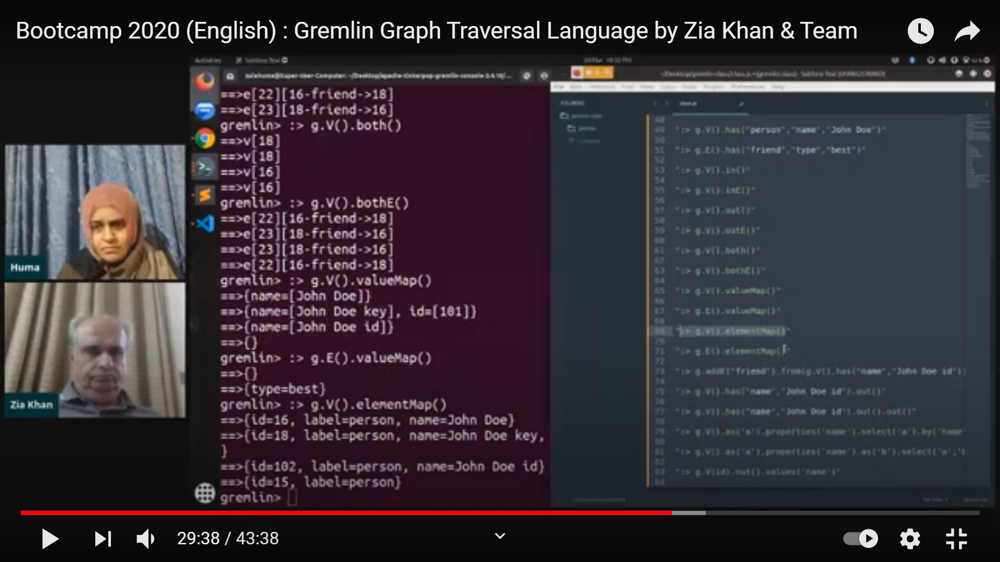 Bootcamp 2020 (English) : Gremlin Graph Traversal Language by Zia Khan & Team
Activities
Sublime Text
==>e[22][16-friend->18]
==>e[23][18-friend->16]
gremlin> :> g.V().both()
==>v[18]
==>v[18]
==>v[16]
==>v[16]
gremlin> :> g.V().bothE()
==>e[22][16-friend->18]
==>e[23][18-friend->16]
==>e[23][18-friend->16]
==>e[22][16-friend->18]
gremlin> :> g.V().valueMap()
==>{name=[John Doe]}
==>{name=[John Doe key], id=[101]}
==>{name=[John Doe id]}
==>{}
gremlin> :> g.E().valueMap()
==>{}
==>{type=best}
gremlin> :> g.V().elementMap()
==>{id=16, label=person, name=John Doe}
==>{id=18, label=person, name=John Doe key,
}
==>{id=102, label=person, name=John Doe id}
==>{id=15, label=person}
gremlin>
Huma
Zia Khan
FOLDERS
48
49 ":> g.V().has("person","name","John Doe")"
50
51 ":> g.E().has("friend","type","best")"
52
53 ":> g.V().in()"
54
55 ":> g.V().inE()"
56
57 ":> g.V().out()"
58
59 ":> g.V().outE()"
60
61 ":> g.V().both()"
62
63 ":> g.V().bothE()"
64
65 ":> g.V().valueMap()"
66
67 ":> g.E().valueMap()"
68
69 ":> g.V().elementMap()"
70
71 ":> g.E().elementMap()"
72
73 ":> g.addE("friend").from(g.V().has("name","John Doe id"))
74
75 ":> g.V().has("name","John Doe id").out()"
76
77 ":> g.V().has("name","John Doe id").out().out()"
78
79 ":> g.V().as('a').properties('name').select('a').by('name'
80
81 ":> g.V().as('a').properties('name').as('b').select('a','b
82
83 ":> g.V(id).out().values('name')"
84
29:38 / 43:38